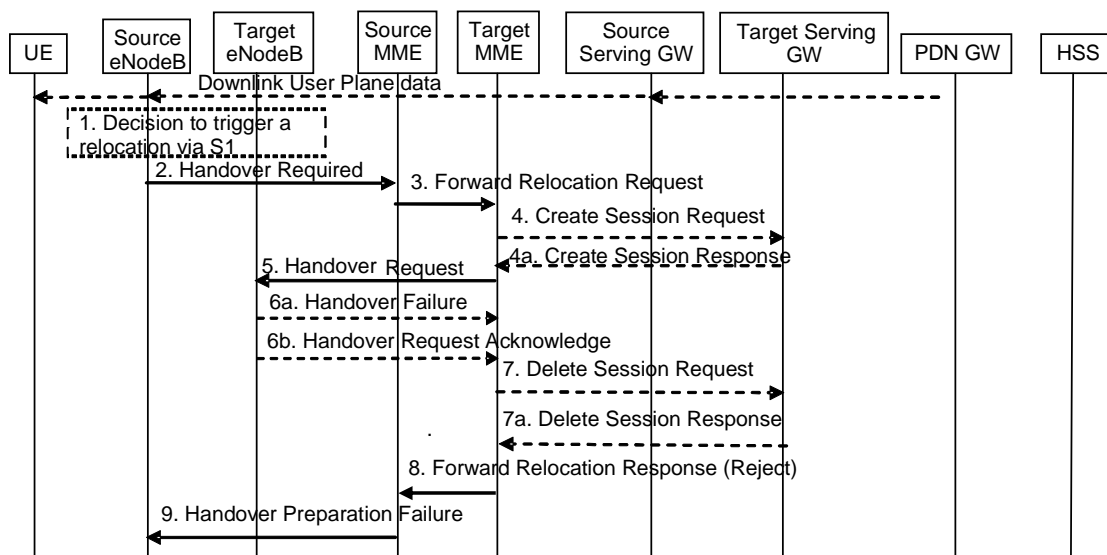 UE
Source
eNodeB
Target
eNodeB
Source
MME
Target
MME
Source
Serving GW
Target Serving
GW
PDN GW
HSS
Downlink User Plane data
1. Decision to trigger a
relocation via S1
2. Handover Required
3. Forward Relocation Request
4. Create Session Request
4a. Create Session Response
5. Handover Request
6a. Handover Failure
6b. Handover Request Acknowledge
7. Delete Session Request
7a. Delete Session Response
.
8. Forward Relocation Response (Reject)
9. Handover Preparation Failure